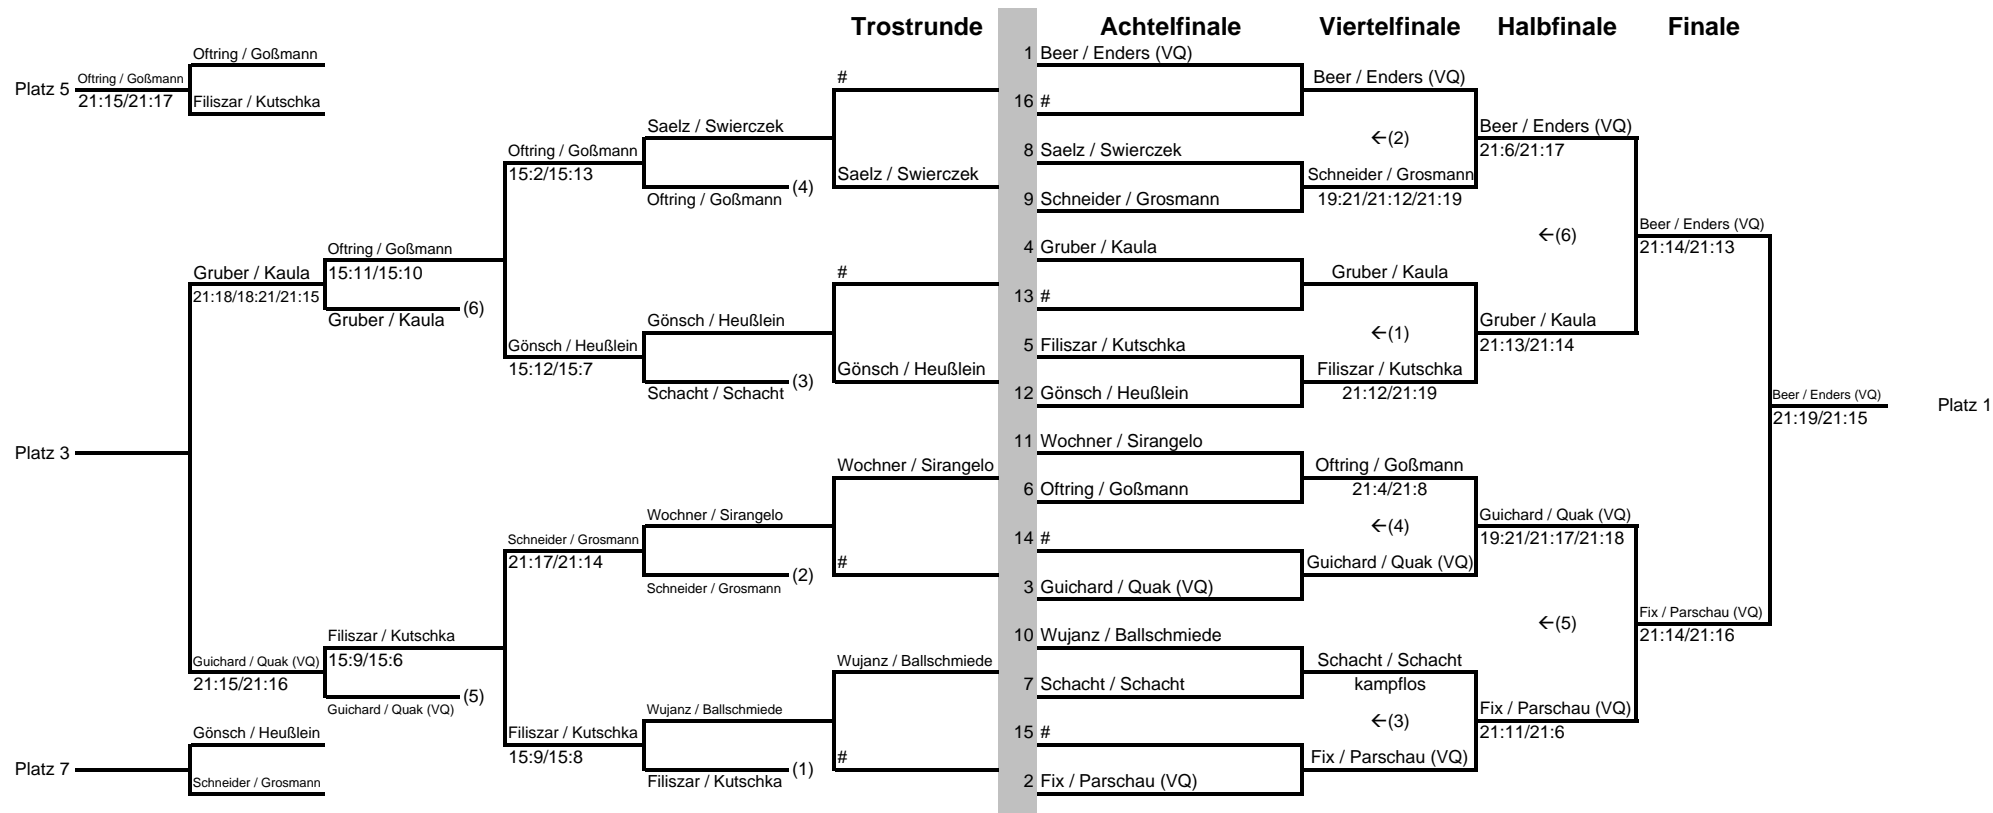 Trostrunde Achtelfinale Viertelfinale Halbfinale Finale
Oftring / Goßmann
Platz 5
Oftring / Goßmann
21:15/21:17
Filiszar / Kutschka
Saelz / Swierczek
Oftring / Goßmann
15:2/15:13
(4)
Oftring / Goßmann
Oftring / Goßmann
15:11/15:10
Gruber / Kaula
21:18/18:21/21:15
(6)
Gruber / Kaula
Gönsch / Heußlein
Gönsch / Heußlein
15:12/15:7
(3)
Schacht / Schacht
Platz 3
Wochner / Sirangelo
Schneider / Grosmann
21:17/21:14
(2)
Schneider / Grosmann
Filiszar / Kutschka
15:9/15:6
Guichard / Quak (VQ)
21:15/21:16
(5)
Guichard / Quak (VQ)
Wujanz / Ballschmiede
Filiszar / Kutschka
15:9/15:8
(1)
Filiszar / Kutschka
Gönsch / Heußlein
Platz 7
Schneider / Grosmann
#
Saelz / Swierczek
#
Gönsch / Heußlein
Wochner / Sirangelo
#
Wujanz / Ballschmiede
#
1 Beer / Enders (VQ)
16 #
8 Saelz / Swierczek
9 Schneider / Grosmann
4 Gruber / Kaula
13 #
5 Filiszar / Kutschka
12 Gönsch / Heußlein
11 Wochner / Sirangelo
6 Oftring / Goßmann
14 #
3 Guichard / Quak (VQ)
10 Wujanz / Ballschmiede
7 Schacht / Schacht
15 #
2 Fix / Parschau (VQ)
Beer / Enders (VQ)
←(2)
Schneider / Grosmann
19:21/21:12/21:19
Gruber / Kaula
←(1)
Filiszar / Kutschka
21:12/21:19
Oftring / Goßmann
21:4/21:8
←(4)
Guichard / Quak (VQ)
Schacht / Schacht
kampflos
←(3)
Fix / Parschau (VQ)
Beer / Enders (VQ)
21:6/21:17
←(6)
Gruber / Kaula
21:13/21:14
Guichard / Quak (VQ)
19:21/21:17/21:18
←(5)
Fix / Parschau (VQ)
21:11/21:6
Beer / Enders (VQ)
21:14/21:13
Fix / Parschau (VQ)
21:14/21:16
Beer / Enders (VQ)
21:19/21:15
Platz 1